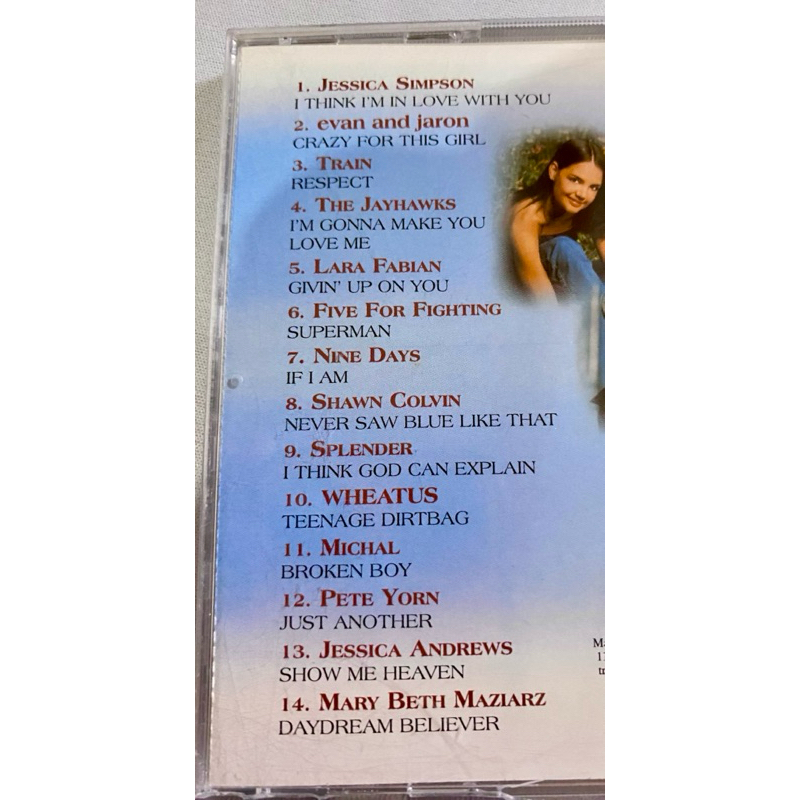 1. JESSICA SIMPSON
I THINK I'M IN LOVE WITH YOU
2. evan and jaron
CRAZY FOR THIS GIRL
3. TRAIN
RESPECT
4. THE JAYHAWKS
I'M GONNA MAKE YOU
LOVE ME
5. LARA FABIAN
GIVIN' UP ON YOU
6. FIVE FOR FIGHTING
SUPERMAN
7. NINE DAYS
IF I AM
8. SHAWN COLVIN
NEVER SAW BLUE LIKE THAT
9. SPLENDER
I THINK GOD CAN EXPLAIN
10. WHEATUS
TEENAGE DIRTBAG
11. MICHAL
BROKEN BOY
12. PETE YORN
JUST ANOTHER
13. JESSICA ANDREWS
SHOW ME HEAVEN
14. MARY BETH MAZIARZ
DAYDREAM BELIEVER